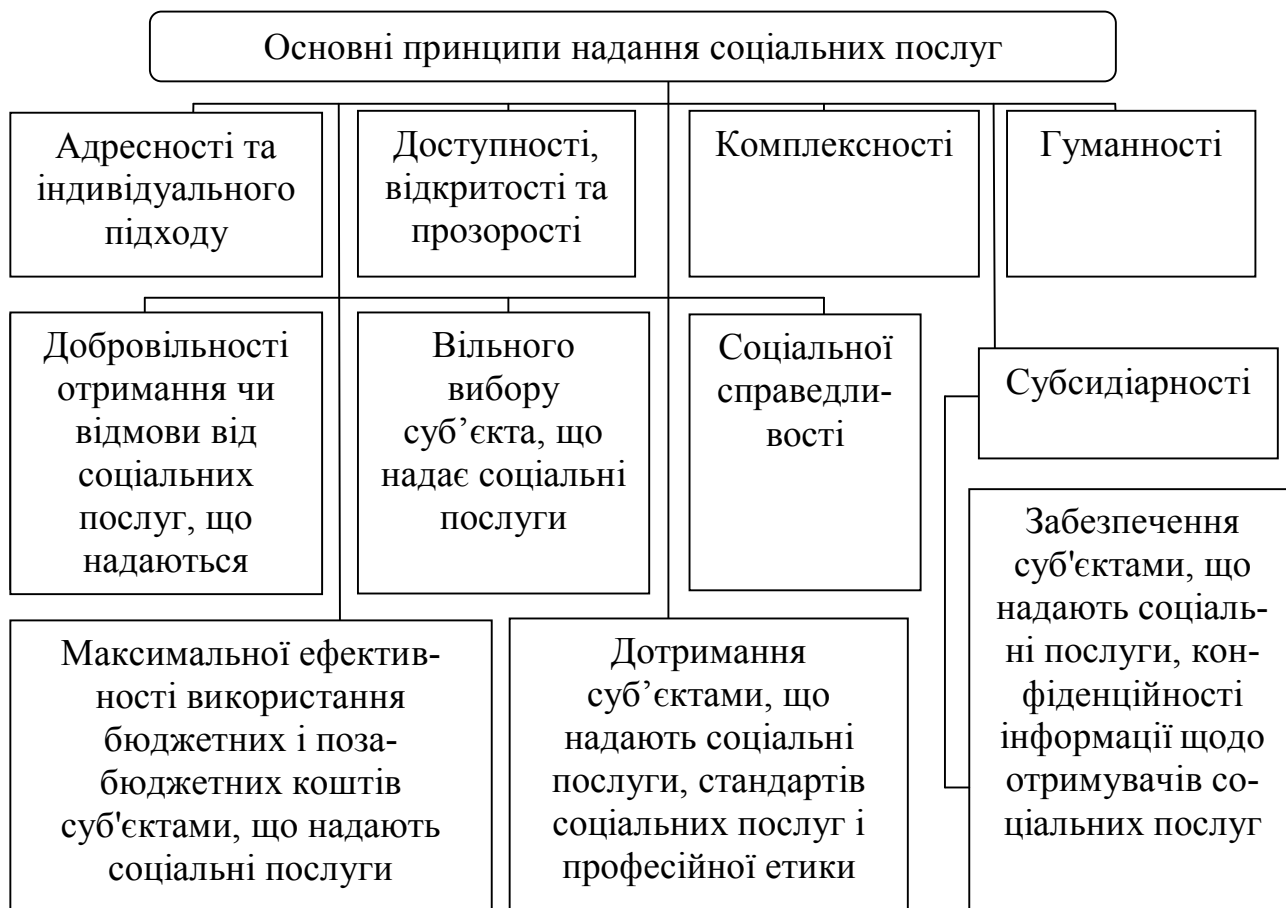 Основні принципи надання соціальних послуг
Адресності та
індивідуального
підходу
Доступності,
відкритості та
прозорості
Комплексності
Гуманності
Добровільності
отримання чи
відмови від
соціальних
послуг, що
надаються
Вільного
вибору
суб’єкта, що
надає соціальні
послуги
Соціальної
справедли-
вості
Субсидіарності
Максимальної ефектив-
ності використання
бюджетних і поза-
бюджетних коштів
суб'єктами, що надають
соціальні послуги
Дотримання
суб’єктами, що
надають соціальні
послуги, стандартів
соціальних послуг і
професійної етики
Забезпечення
суб'єктами, що
надають соціаль-
ні послуги, кон-
фіденційності
інформації щодо
отримувачів со-
ціальних послуг